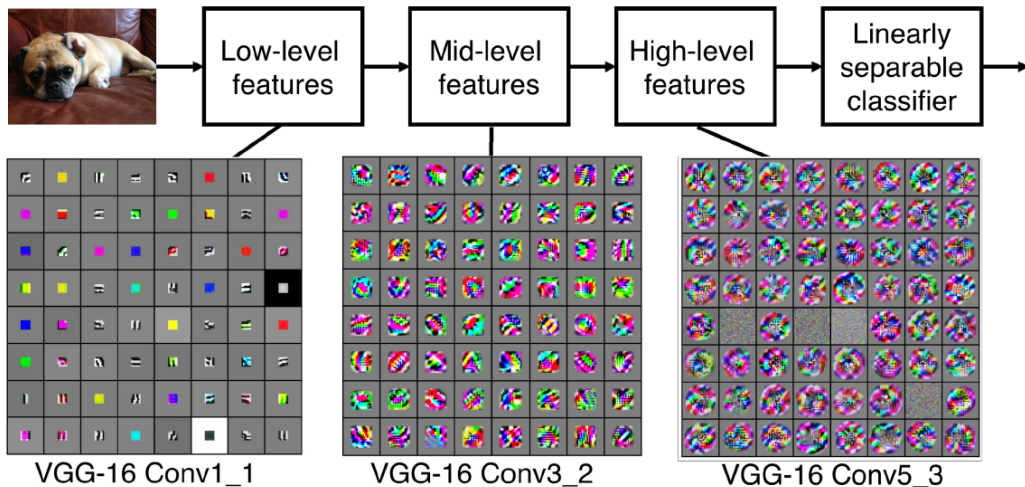 Low-level
features
Mid-level
features
High-level
features
Linearly
separable
classifier
VGG-16 Conv1_1
VGG-16 Conv3_2
VGG-16 Conv5_3